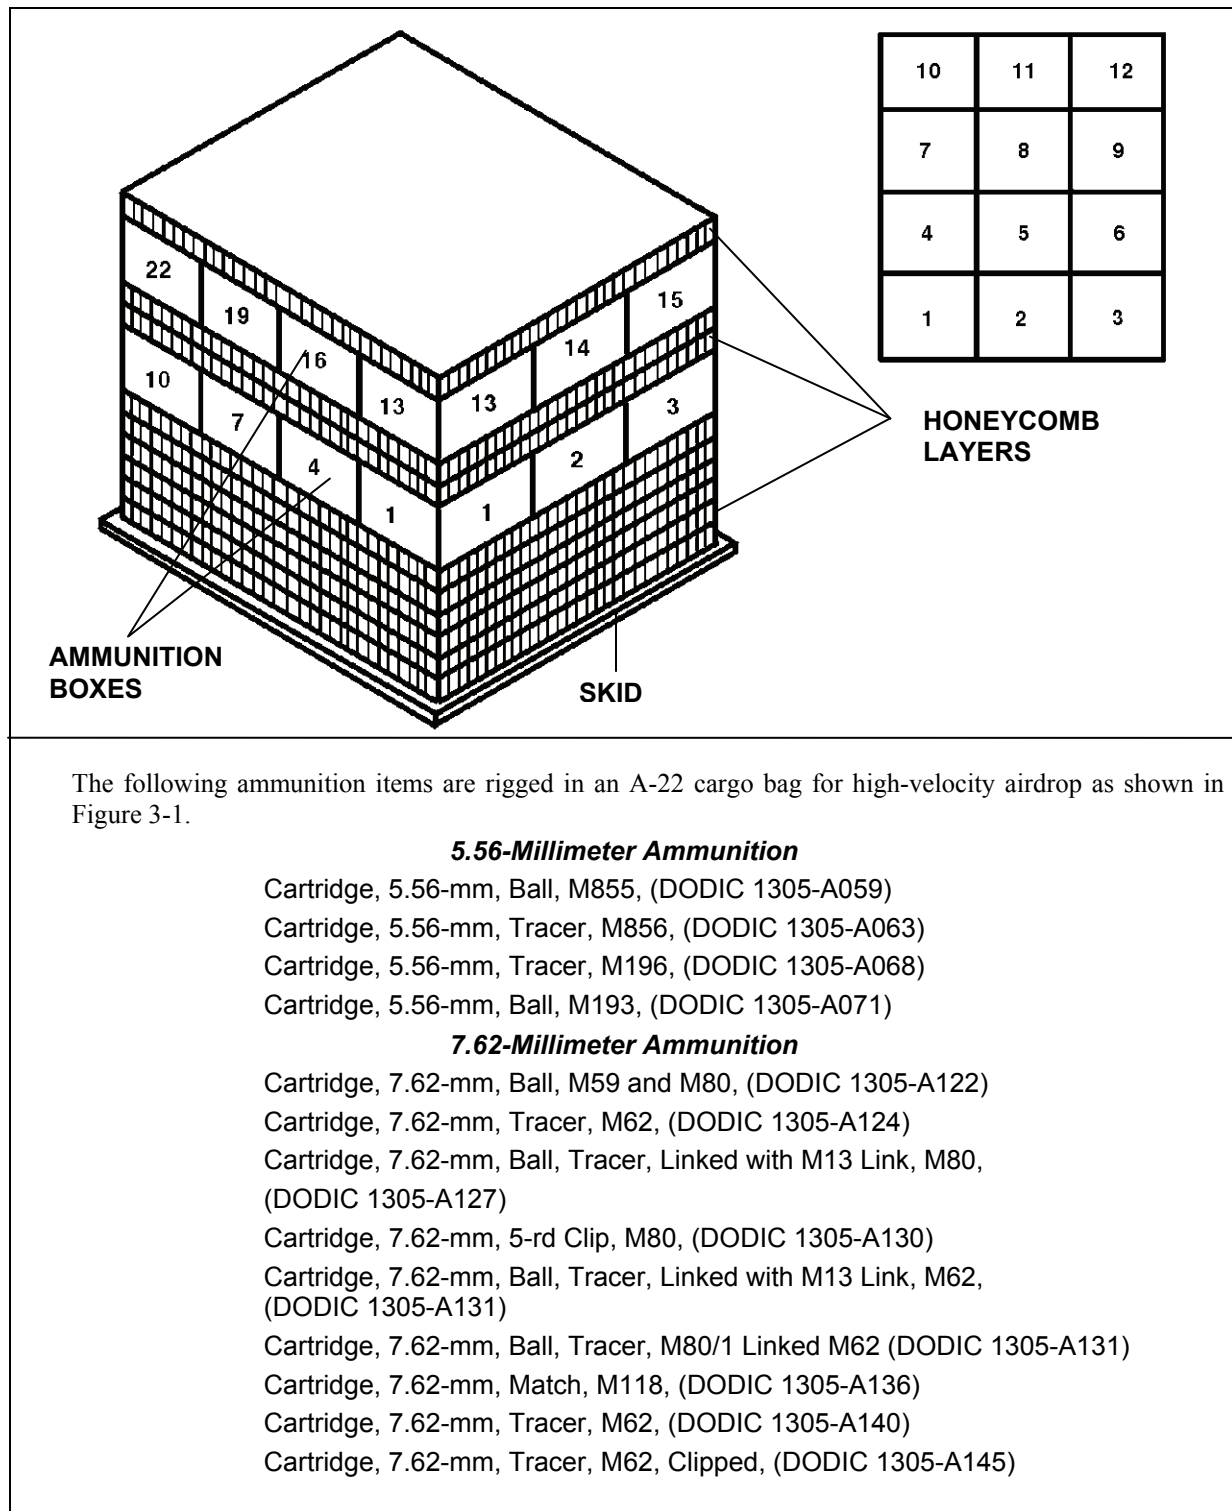 10 11 12
7 8 9
4 5 6
1 2 3
22 19 16 13
13 14 15
10 7 4 1
1 2 3
HONEYCOMB
LAYERS
AMMUNITION
BOXES
SKID
The following ammunition items are rigged in an A-22 cargo bag for high-velocity airdrop as shown in
Figure 3-1.
5.56-Millimeter Ammunition
Cartridge, 5.56-mm, Ball, M855, (DODIC 1305-A059)
Cartridge, 5.56-mm, Tracer, M856, (DODIC 1305-A063)
Cartridge, 5.56-mm, Tracer, M196, (DODIC 1305-A068)
Cartridge, 5.56-mm, Ball, M193, (DODIC 1305-A071)
7.62-Millimeter Ammunition
Cartridge, 7.62-mm, Ball, M59 and M80, (DODIC 1305-A122)
Cartridge, 7.62-mm, Tracer, M62, (DODIC 1305-A124)
Cartridge, 7.62-mm, Ball, Tracer, Linked with M13 Link, M80,
(DODIC 1305-A127)
Cartridge, 7.62-mm, 5-rd Clip, M80, (DODIC 1305-A130)
Cartridge, 7.62-mm, Ball, Tracer, Linked with M13 Link, M62,
(DODIC 1305-A131)
Cartridge, 7.62-mm, Ball, Tracer, M80/1 Linked M62 (DODIC 1305-A131)
Cartridge, 7.62-mm, Match, M118, (DODIC 1305-A136)
Cartridge, 7.62-mm, Tracer, M62, (DODIC 1305-A140)
Cartridge, 7.62-mm, Tracer, M62, Clipped, (DODIC 1305-A145)